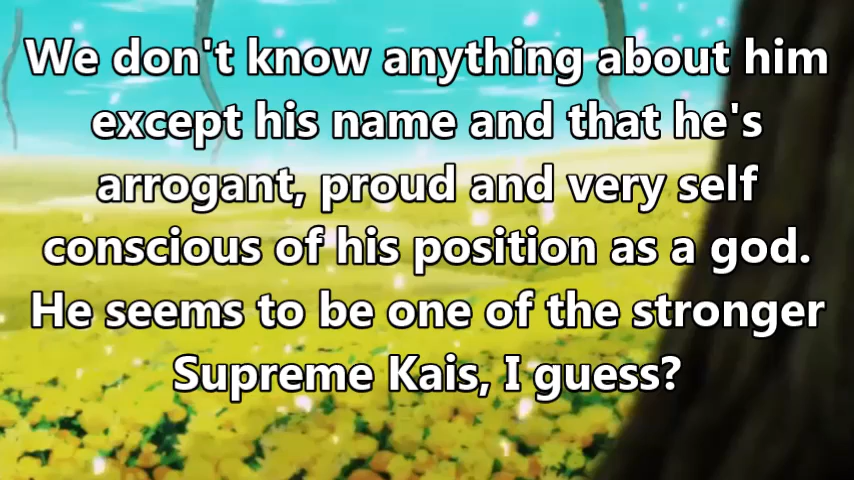 We don't know anything about him
except his name and that he's
arrogant, proud and very self
conscious of his position as a god.
He seems to be one of the stronger
Supreme Kais, I guess?